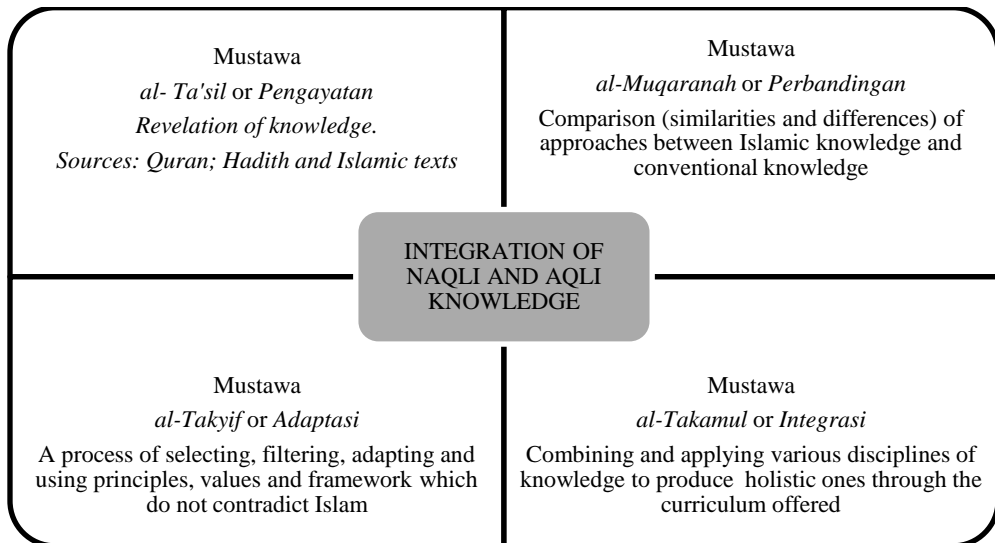 Mustawa
al- Ta'sil or Pengayatan
Revelation of knowledge.
Sources: Quran; Hadith and Islamic texts
Mustawa
al-Muqaranah or Perbandingan
Comparison (similarities and differences) of
approaches between Islamic knowledge and
conventional knowledge
INTEGRATION OF
NAQLI AND AQLI
KNOWLEDGE
Mustawa
al-Takyif or Adaptasi
A process of selecting, filtering, adapting and
using principles, values and framework which
do not contradict Islam
Mustawa
al-Takamul or Integrasi
Combining and applying various disciplines of
knowledge to produce holistic ones through the
curriculum offered